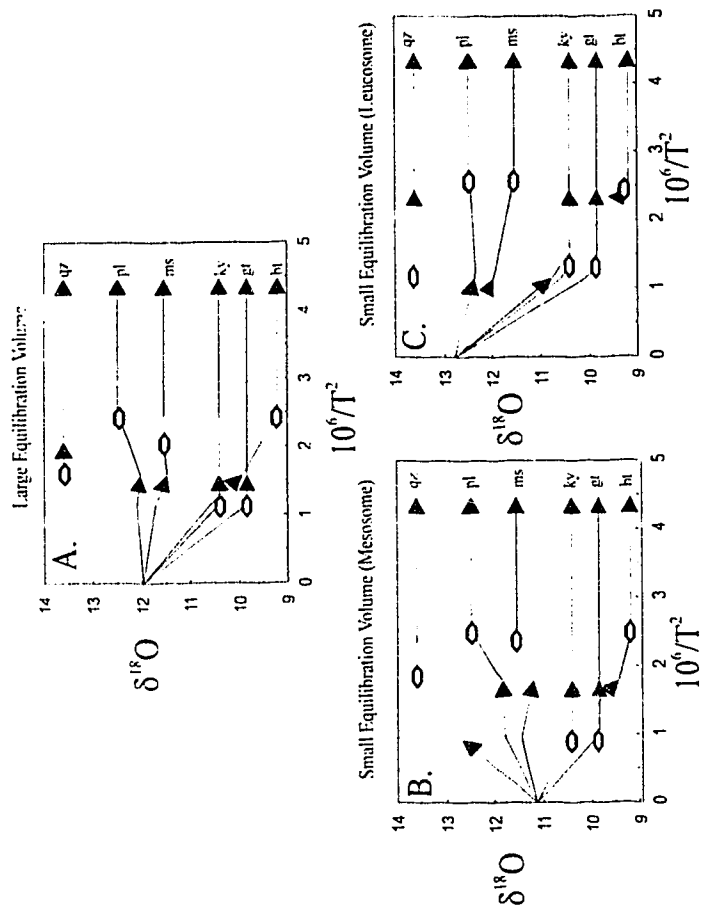 Large Equilibration Volume
A.
δ¹⁸O
14
13
12
11
10
9
qz
pl
ms
ky
gt
bt
0
1
2
3
4
5
10⁶/T²
Small Equilibration Volume (Mesosome)
B.
δ¹⁸O
14
13
12
11
10
9
qz
pl
ms
ky
gt
bt
0
1
2
3
4
5
10⁶/T²
Small Equilibration Volume (Leucosome)
C.
δ¹⁸O
14
13
12
11
10
9
qz
pl
ms
ky
gt
bt
0
1
2
3
4
5
10⁶/T²